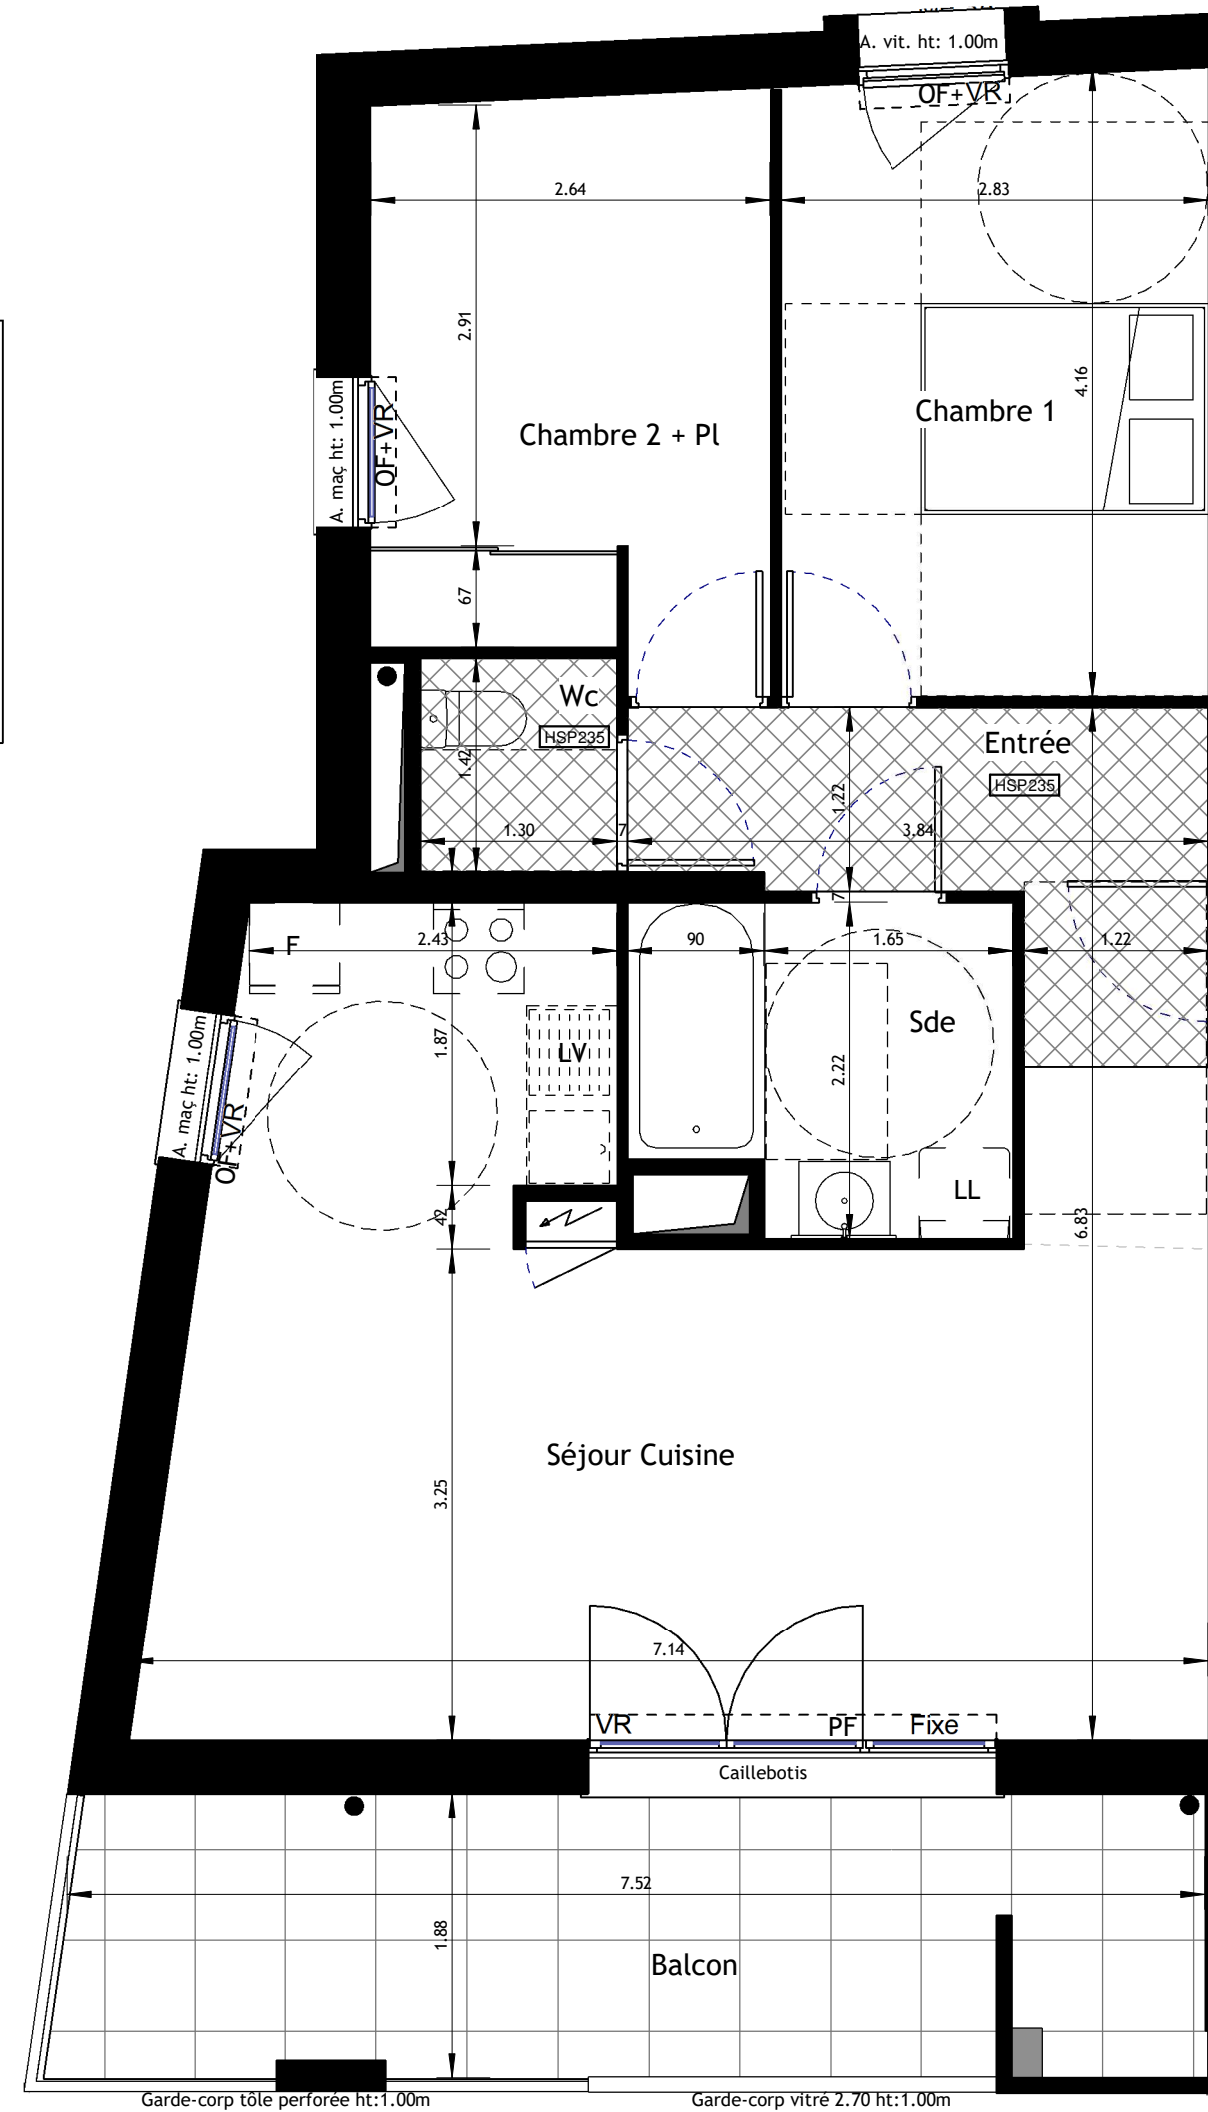 A. vit. ht: 1.00m
OF+VR
2.64
2.83
2.91
4.16
A. maç ht: 1.00m
OF+VR
Chambre 2 + Pl
Chambre 1
67
Wc
HSP235
1.42
1.30
7
Entrée
HSP235
1.22
3.84
7
F
2.43
90
1.65
1.22
A. maç ht: 1.00m
OF+VR
1.87
LV
Sde
2.22
LL
42
6.83
Séjour Cuisine
3.25
7.14
VR
PF
Fixe
Caillebotis
7.52
1.88
Balcon
Garde-corp tôle perforée ht:1.00m
Garde-corp vitré 2.70 ht:1.00m